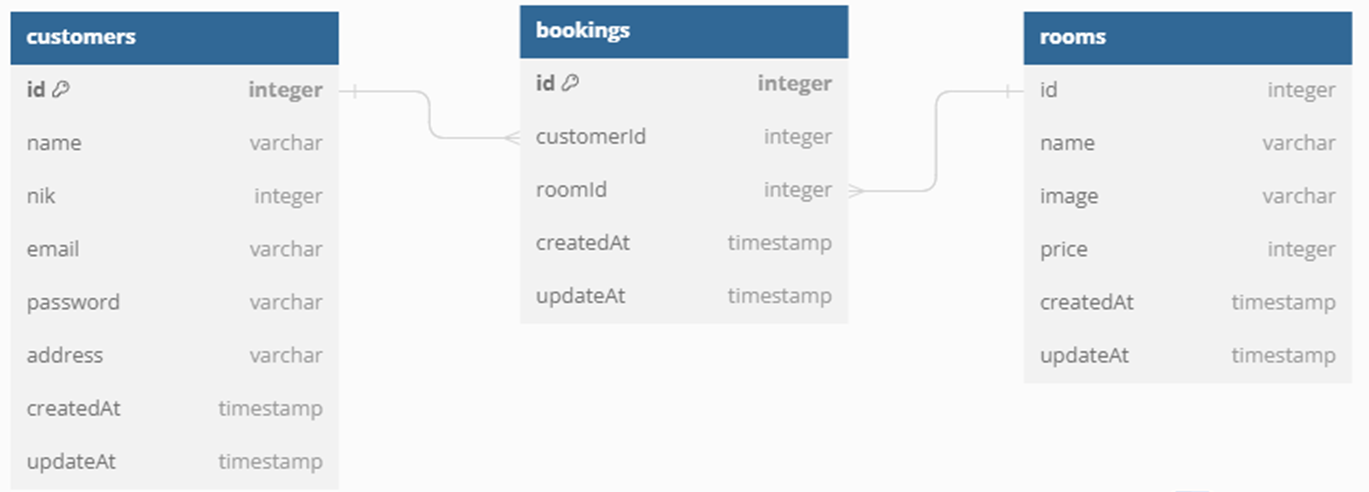 customers
id integer
name varchar
nik integer
email varchar
password varchar
address varchar
createdAt timestamp
updateAt timestamp
bookings
id integer
customerId integer
roomId integer
createdAt timestamp
updateAt timestamp
rooms
id integer
name varchar
image varchar
price integer
createdAt timestamp
updateAt timestamp